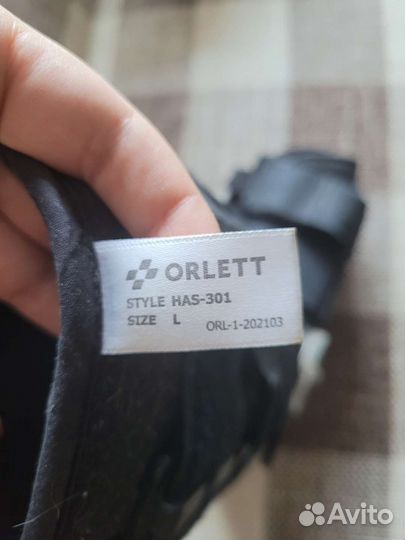 ORLETT
STYLE HAS-301
SIZE L ORL-1-202103
Avito